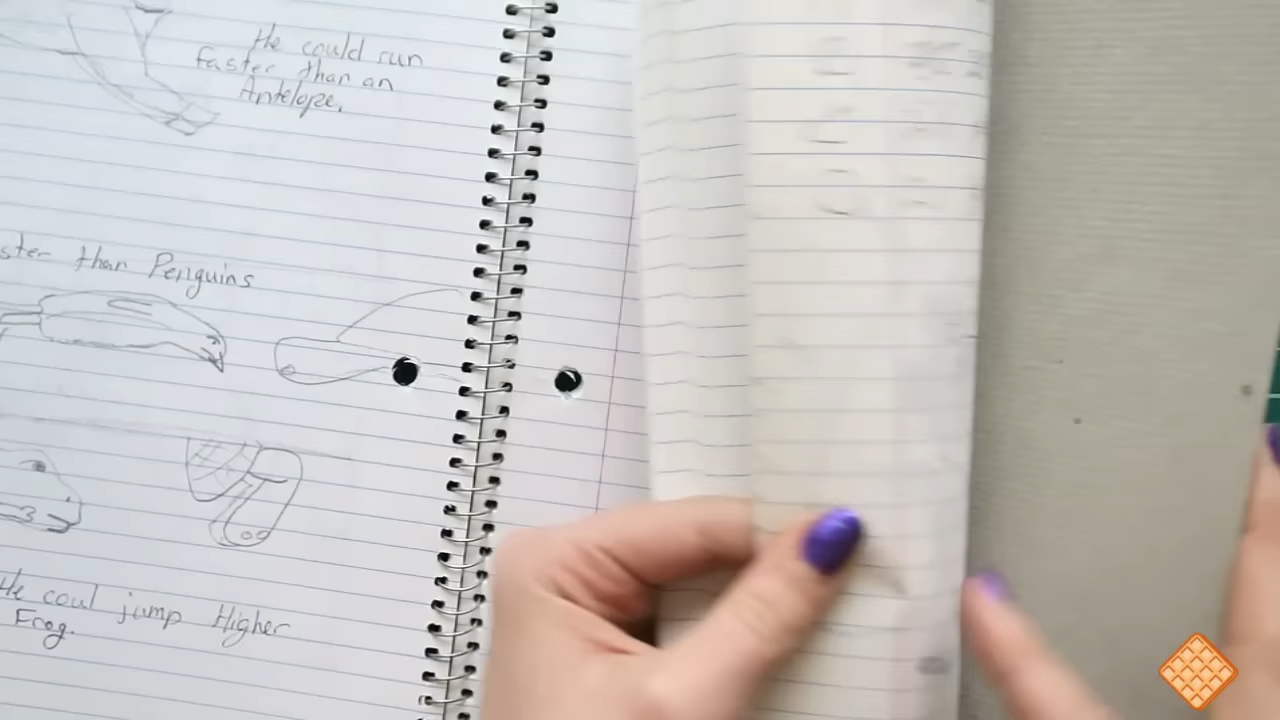 He could run
faster than an
Antelope.
ster than Penguins
He coul jump Higher
Frog.